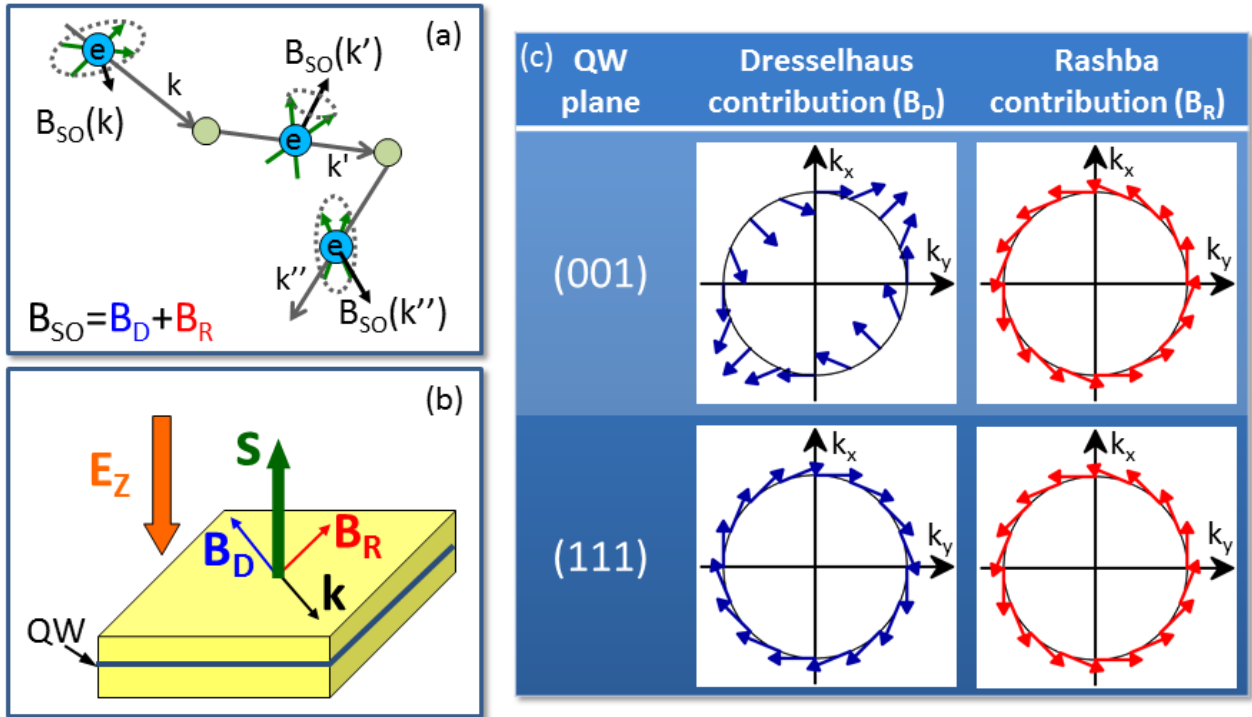 (a)
e
B_SO(k)
k
B_SO(k')
e
k'
e
k''
B_SO(k'')
B_SO=B_D+B_R
(b)
E_Z
S
B_D
B_R
k
QW
(c) QW plane
Dresselhaus
contribution (B_D)
Rashba
contribution (B_R)
(001)
k_x
k_y
k_x
k_y
(111)
k_x
k_y
k_x
k_y